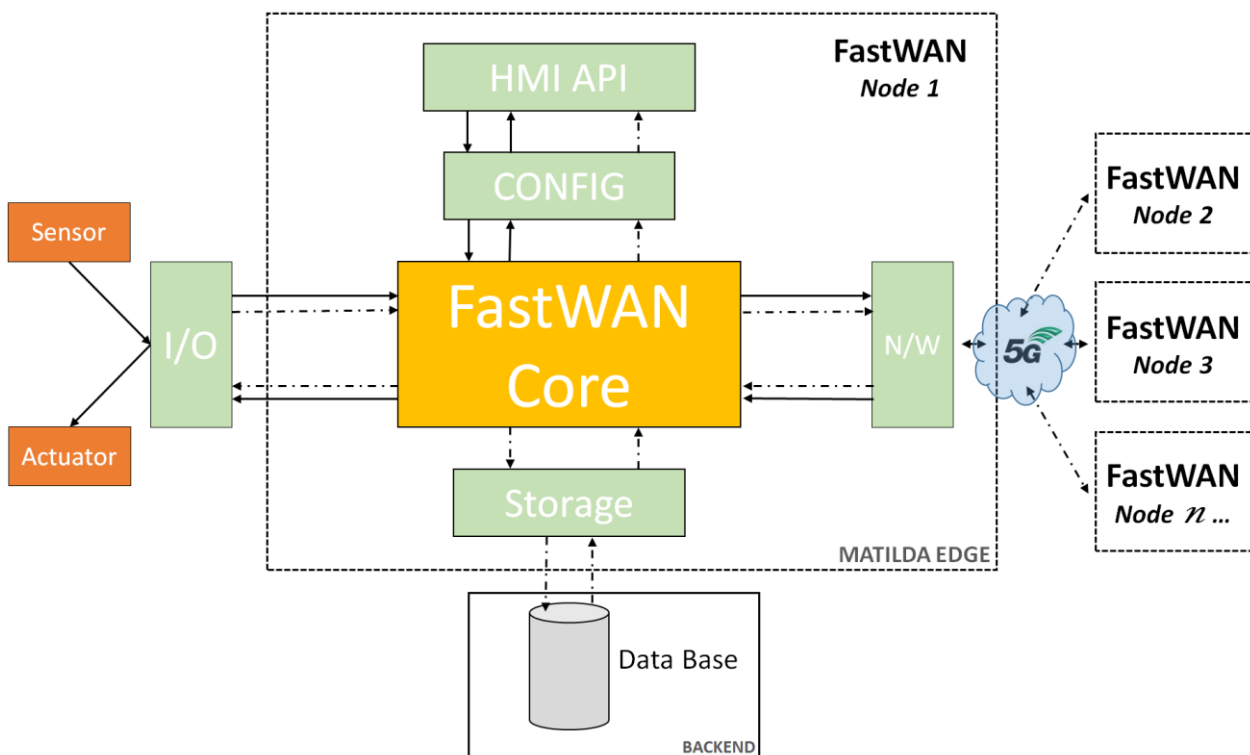 HMI API
FastWAN
Node 1
CONFIG
FastWAN
Node 2
Sensor
I/O
FastWAN
Core
N/W
5G
FastWAN
Node 3
Actuator
Storage
FastWAN
Node n ...
MATILDA EDGE
Data Base
BACKEND